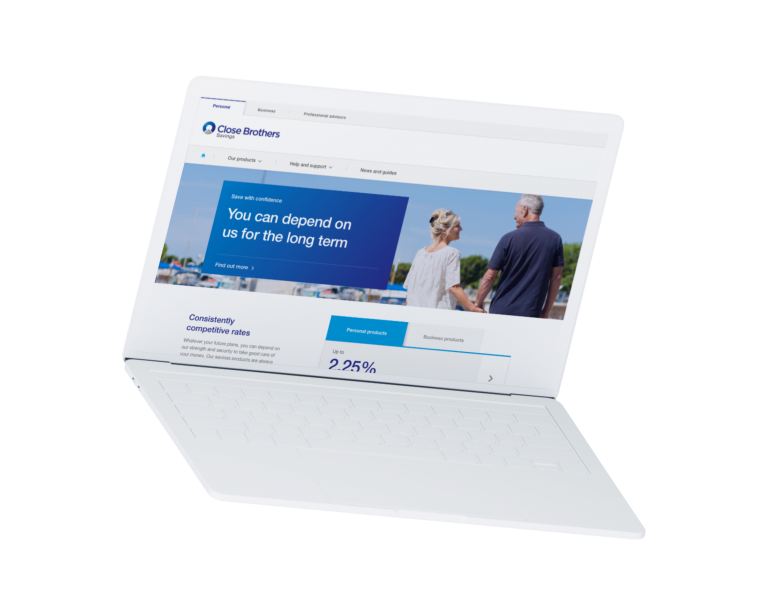 Personal
Business
Professional advisors
Close Brothers
Savings
Our products
Help and support
News and guides
Save with confidence
You can depend on
us for the long term
Find out more
Consistently
competitive rates
Whatever your future plans, you can depend on
our strength and security to take good care of
your money. Our savings products are always
Personal products
Business products
Up to
2.25%